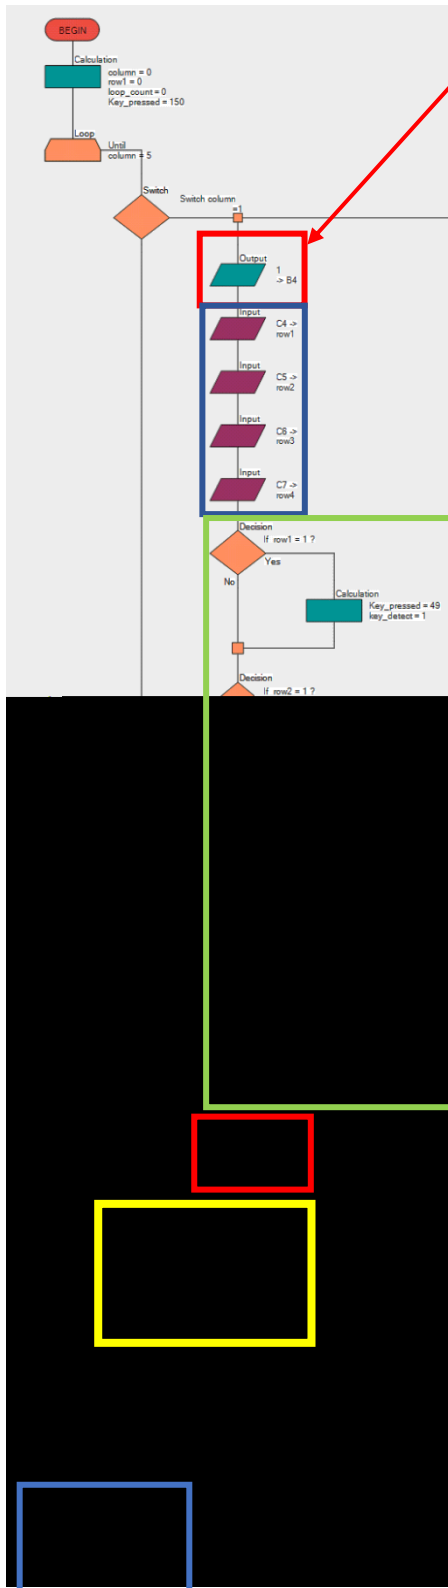 BEGIN
Calculation
column = 0
row1 = 0
loop_count = 0
Key_pressed = 150
Loop
Until
column = 5
Switch
Switch column
=1
Output
1
-> B4
Input
C4 ->
row1
Input
C5 ->
row2
Input
C6 ->
row3
Input
C7 ->
row4
Decision
If row1 = 1 ?
Yes
No
Calculation
Key_pressed = 49
key_detect = 1
Decision
If row2 = 1 ?